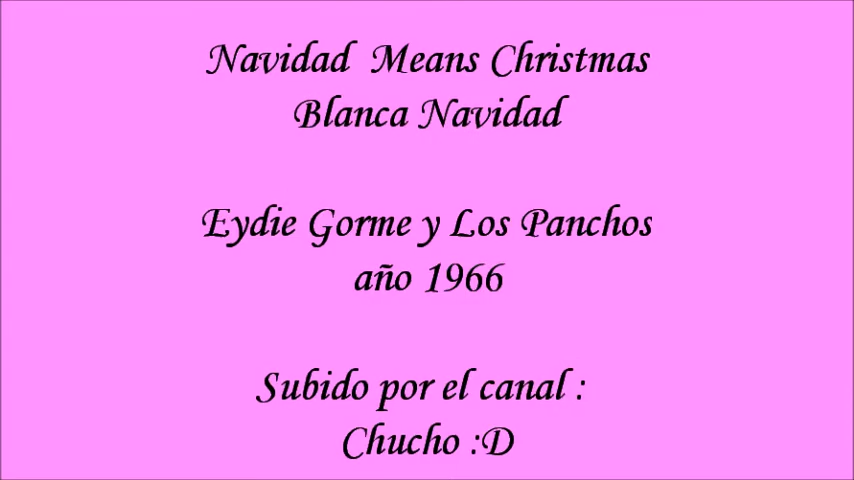 Navidad Means Christmas
Blanca Navidad
Eydie Gorme y Los Panchos
año 1966
Subido por el canal :
Chucho :D